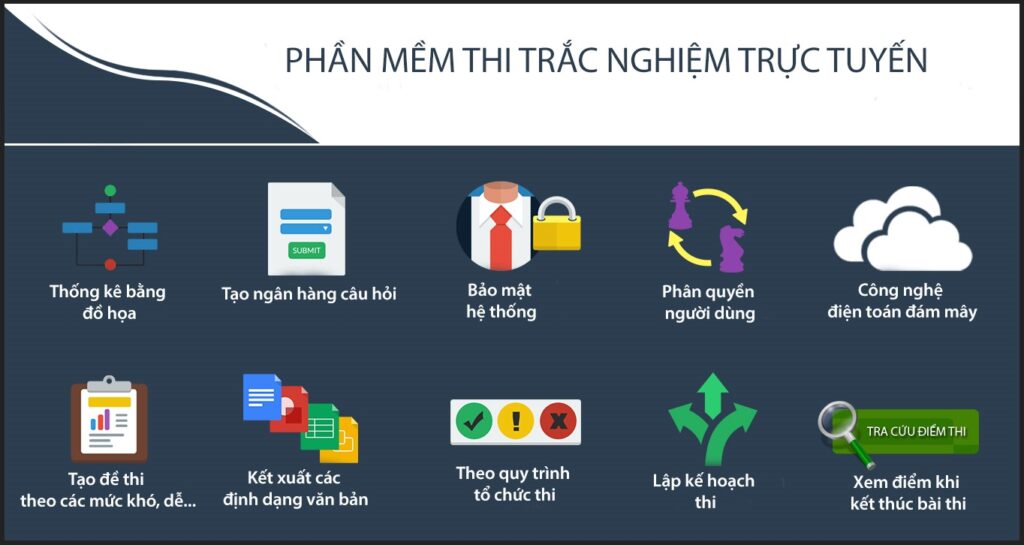 PHẦN MỀM THI TRẮC NGHIỆM TRỰC TUYẾN
Thống kê bằng
đồ họa
SUBMIT
Tạo ngân hàng câu hỏi
Bảo mật
hệ thống
Phân quyền
người dùng
Công nghệ
điện toán đám mây
Tạo đề thi
theo các mức khó, dễ...
Kết xuất các
định dạng văn bản
Theo quy trình
tổ chức thi
Lập kế hoạch
thi
TRA CỨU ĐIỂM THI
Xem điểm khi
kết thúc bài thi